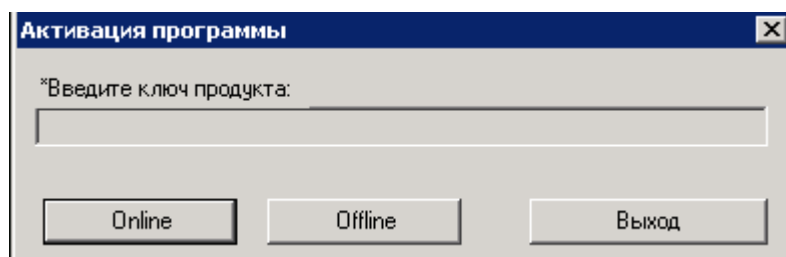 Активация программы
*Введите ключ продукта:
Online Offline Выход